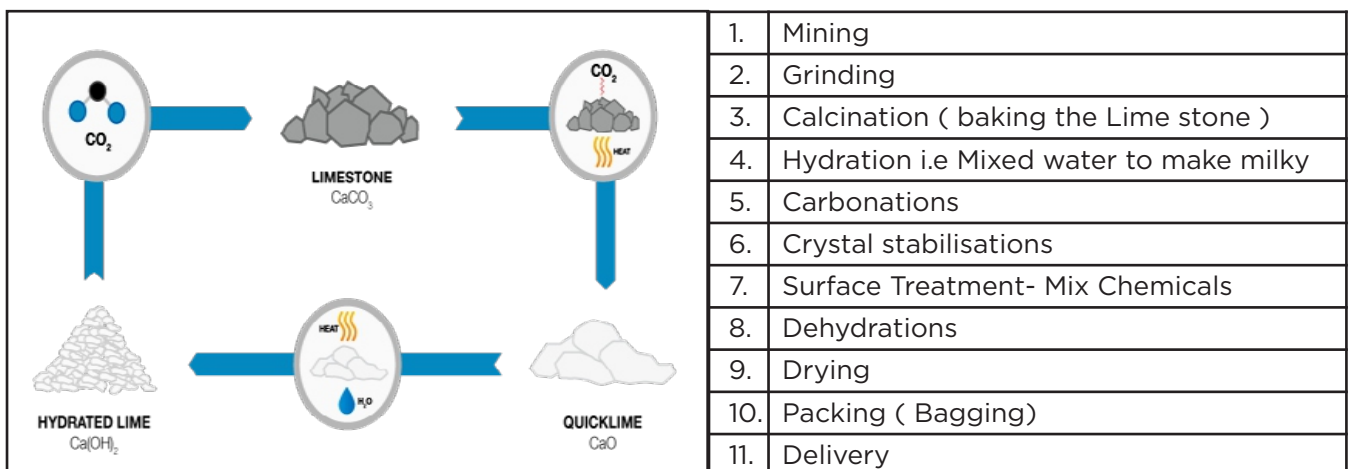 CO₂
LIMESTONE
CaCO₃
CO₂
HEAT
HYDRATED LIME
Ca(OH)₂
HEAT
H₂O
QUICKLIME
CaO
1. Mining
2. Grinding
3. Calcination ( baking the Lime stone )
4. Hydration i.e Mixed water to make milky
5. Carbonations
6. Crystal stabilisations
7. Surface Treatment- Mix Chemicals
8. Dehydrations
9. Drying
10. Packing ( Bagging)
11. Delivery